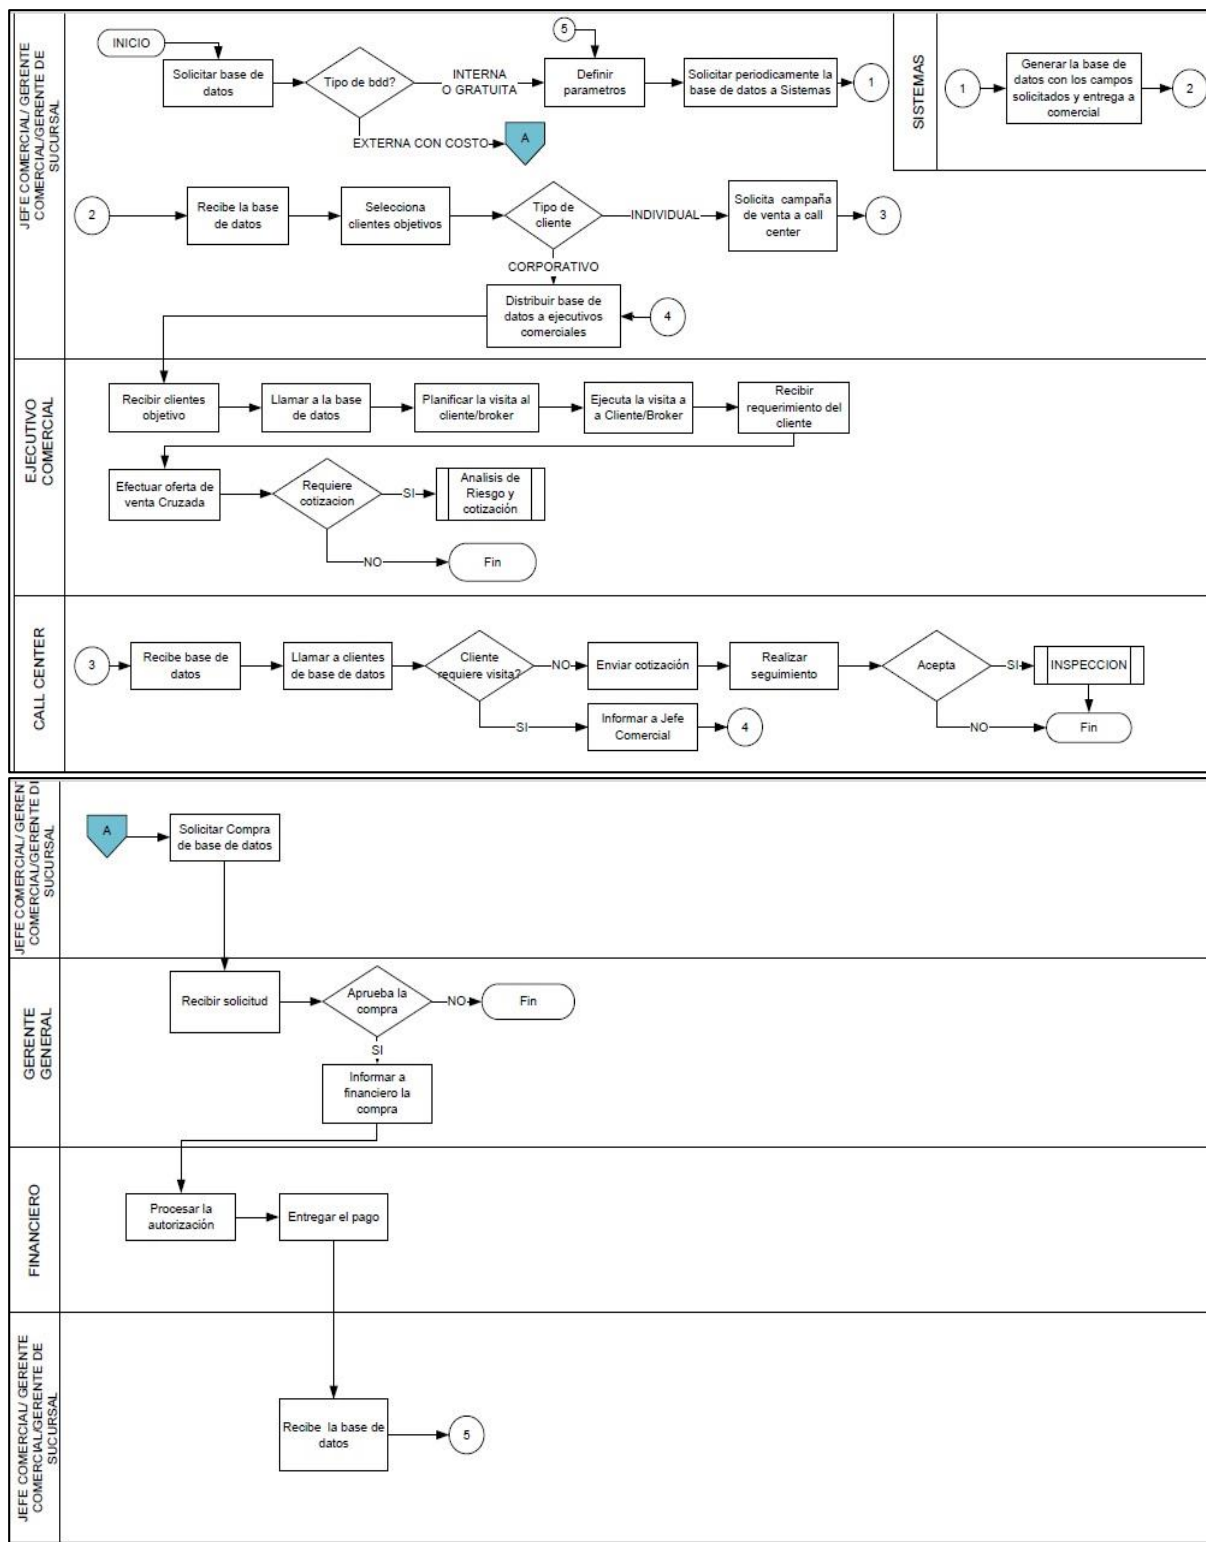 JEFE COMERCIAL/ GERENTE
COMERCIAL/GERENTE DE
SUCURSAL
INICIO
Solicitar base de
datos
Tipo de bdd?
INTERNA
O GRATUITA
EXTERNA CON COSTO
A
5
Definir
parametros
Solicitar periodicamente la
base de datos a Sistemas
1
SISTEMAS
1
Generar la base de
datos con los campos
solicitados y entrega a
comercial
2
2
Recibe la base
de datos
Selecciona
clientes objetivos
Tipo de
cliente
INDIVIDUAL
Solicita campaña
de venta a call
center
3
CORPORATIVO
Distribuir base de
datos a ejecutivos
comerciales
4
EJECUTIVO
COMERCIAL
Recibir clientes
objetivo
Llamar a la base
de datos
Planificar la visita al
cliente/broker
Ejecuta la visita a
a Cliente/Broker
Recibir
requerimiento del
cliente
Efectuar oferta de
venta Cruzada
Requiere
cotizacion
SI
Analisis de
Riesgo y
cotización
NO
Fin
CALL CENTER
3
Recibe base de
datos
Llamar a clientes
de base de datos
Cliente
requiere visita?
NO
Enviar cotización
Realizar
seguimiento
Acepta
SI
INSPECCION
SI
Informar a Jefe
Comercial
4
NO
Fin
JEFE COMERCIAL/ GERENT
COMERCIAL/GERENTE DI
SUCURSAL
A
Solicitar Compra
de base de datos
GERENTE
GENERAL
Recibir solicitud
Aprueba la
compra
NO
Fin
SI
Informar a
financiero la
compra
FINANCIERO
Procesar la
autorización
Entregar el pago
JEFE COMERCIAL/ GERENTE
COMERCIAL/GERENTE DE
SUCURSAL
Recibe la base de
datos
5